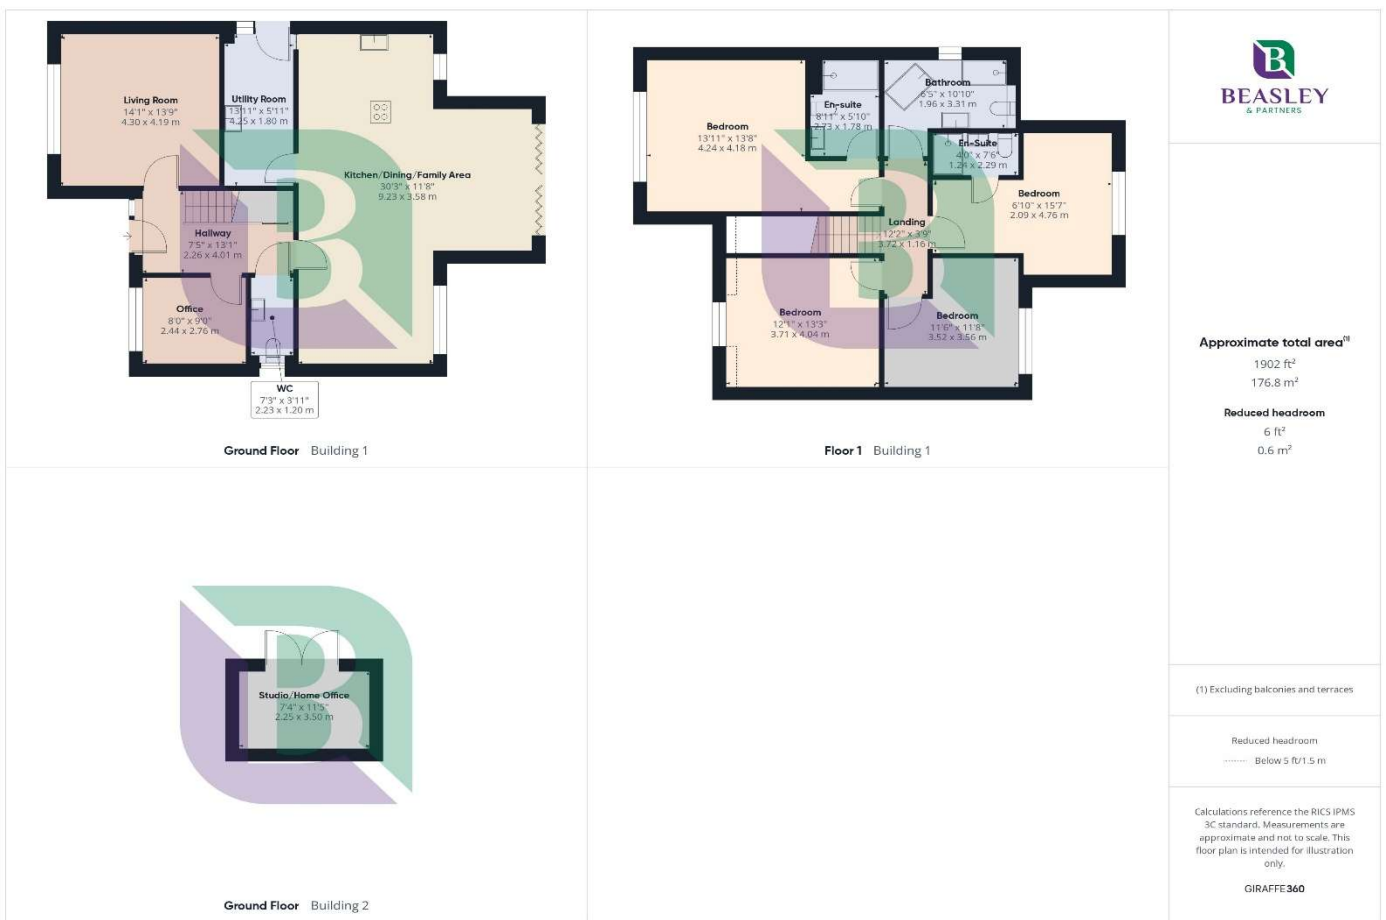 Living Room
14'1" x 13'9"
4.30 x 4.19 m
Utility Room
13'11" x 5'11"
4.25 x 1.80 m
Kitchen/Dining/Family Area
30'3" x 11'8"
9.23 x 3.58 m
Hallway
7'5" x 13'1"
2.26 x 4.01 m
Office
8'0" x 9'0"
2.44 x 2.76 m
WC
7'3" x 3'11"
2.23 x 1.20 m
Ground Floor Building 1
Bedroom
13'11" x 13'8"
4.24 x 4.18 m
En-suite
8'11" x 5'10"
2.73 x 1.78 m
Bathroom
6'5" x 10'10"
1.96 x 3.31 m
En-Suite
4'0" x 7'6"
1.24 x 2.29 m
Bedroom
6'10" x 15'7"
2.09 x 4.76 m
Landing
12'2" x 3'9"
3.72 x 1.16 m
Bedroom
12'1" x 13'3"
3.71 x 4.04 m
Bedroom
11'6" x 11'8"
3.52 x 3.56 m
Floor 1 Building 1
Studio/Home Office
7'4" x 11'5"
2.25 x 3.50 m
Ground Floor Building 2
B
BEASLEY
& PARTNERS
Approximate total area(1)
1902 ft²
176.8 m²
Reduced headroom
6 ft²
0.6 m²
(1) Excluding balconies and terraces
Reduced headroom
Below 5 ft/1.5 m
Calculations reference the RICS IPMS
3C standard. Measurements are
approximate and not to scale. This
floor plan is intended for illustration
only.
GIRAFFE360